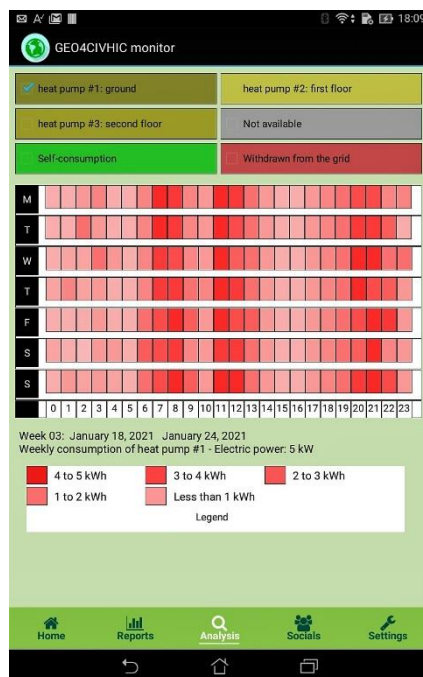 18:09
GEO4CIVHIC monitor
heat pump #1: ground
heat pump #2: first floor
heat pump #3: second floor
Not available
Self-consumption
Withdrawn from the grid
M
T
W
T
F
S
S
0 1 2 3 4 5 6 7 8 9 10 11 12 13 14 15 16 17 18 19 20 21 22 23
Week 03: January 18, 2021 January 24, 2021
Weekly consumption of heat pump #1 - Electric power: 5 kW
4 to 5 kWh 3 to 4 kWh 2 to 3 kWh
1 to 2 kWh Less than 1 kWh
Legend
Home Reports Analysis Socials Settings